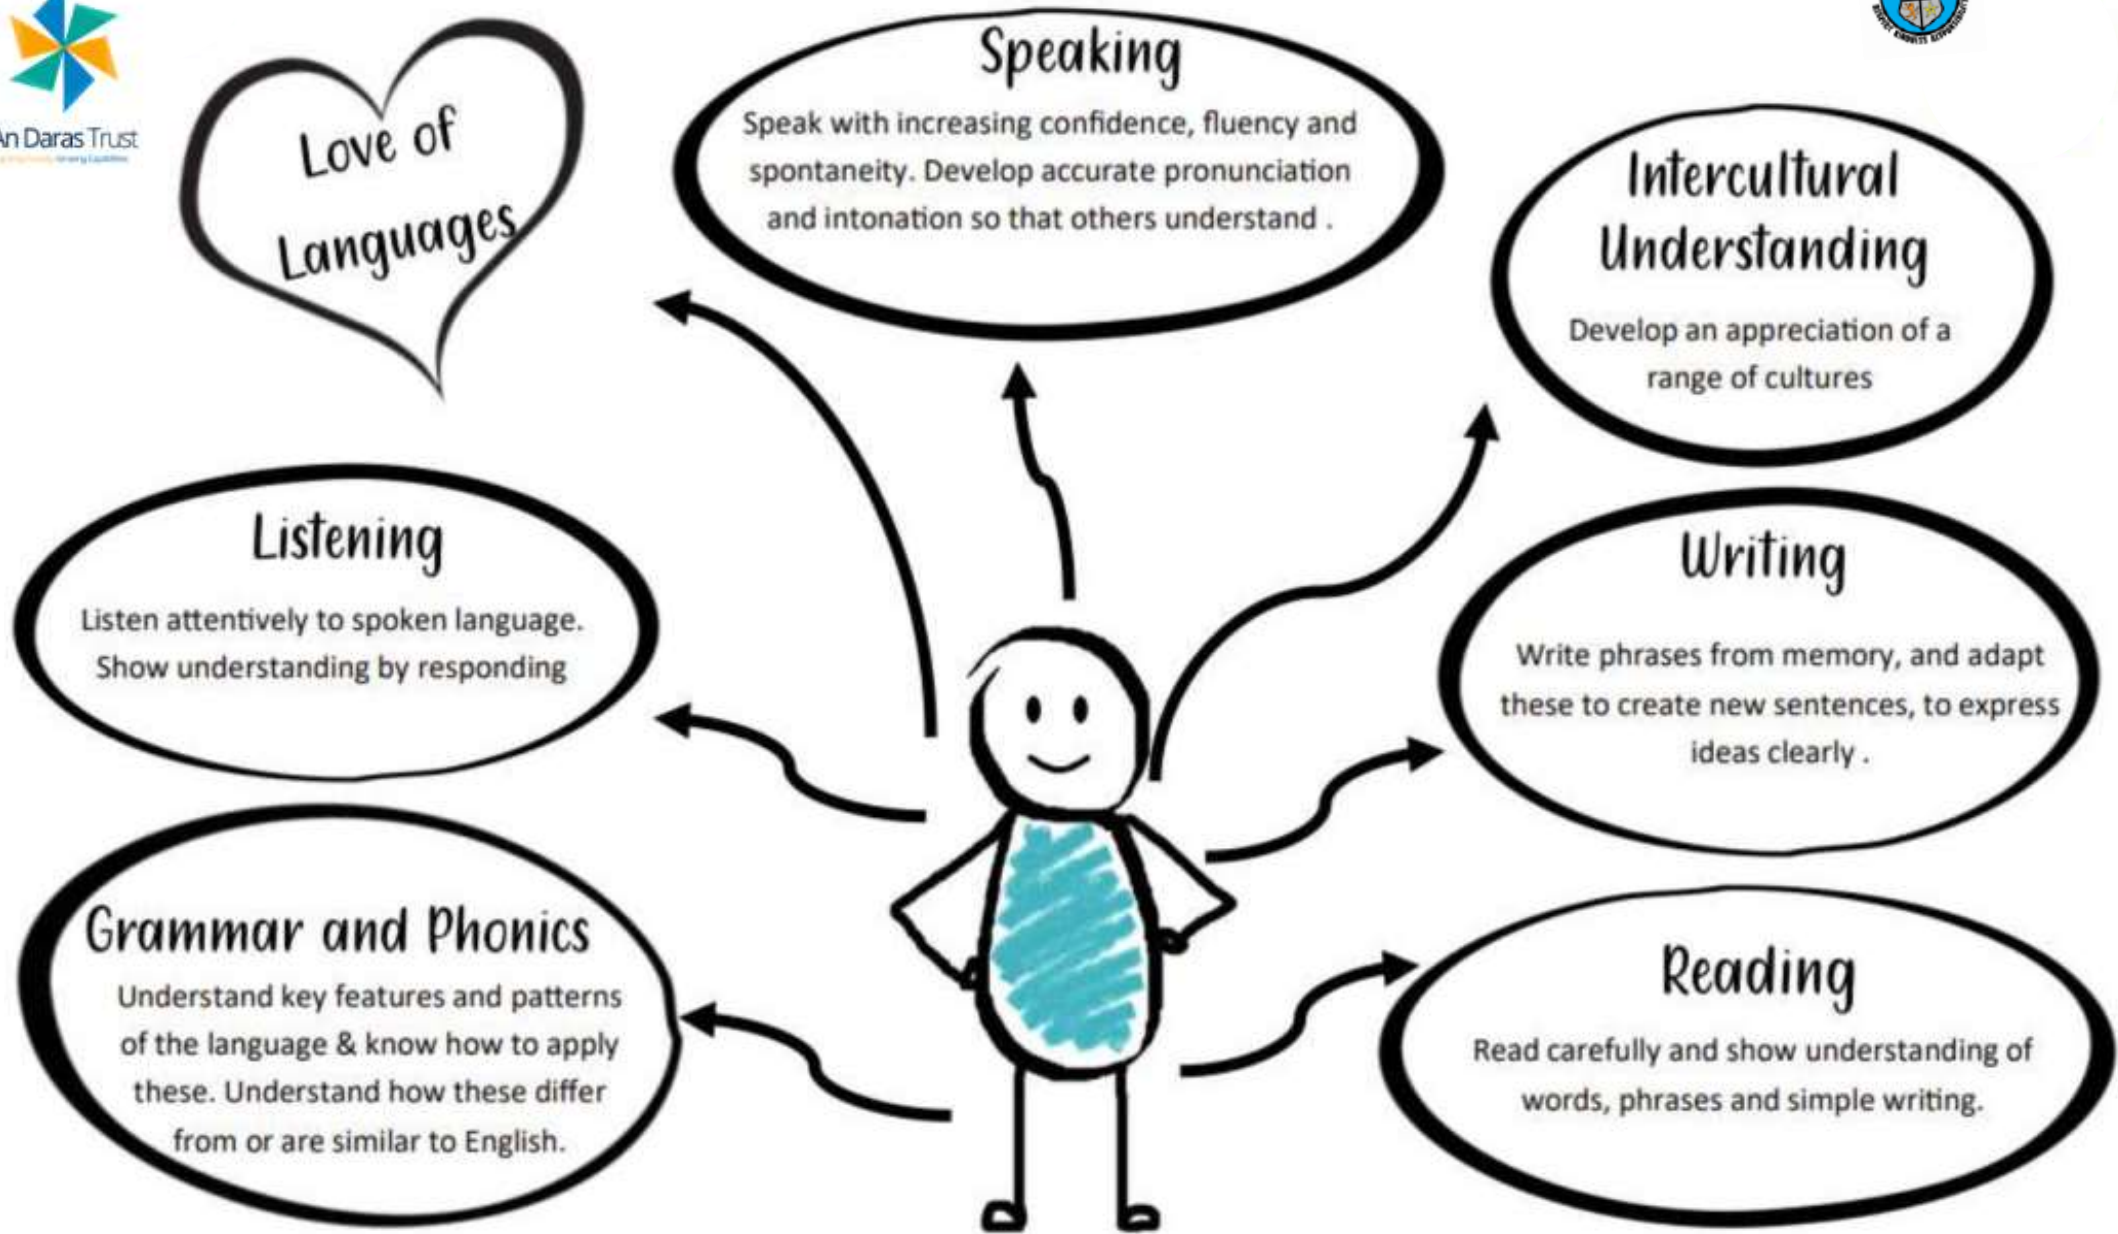 An Daras Trust
Love of
Languages
Speaking
Speak with increasing confidence, fluency and
spontaneity. Develop accurate pronunciation
and intonation so that others understand .
Intercultural
Understanding
Develop an appreciation of a
range of cultures
Listening
Listen attentively to spoken language.
Show understanding by responding
Writing
Write phrases from memory, and adapt
these to create new sentences, to express
ideas clearly .
Grammar and Phonics
Understand key features and patterns
of the language & know how to apply
these. Understand how these differ
from or are similar to English.
Reading
Read carefully and show understanding of
words, phrases and simple writing.